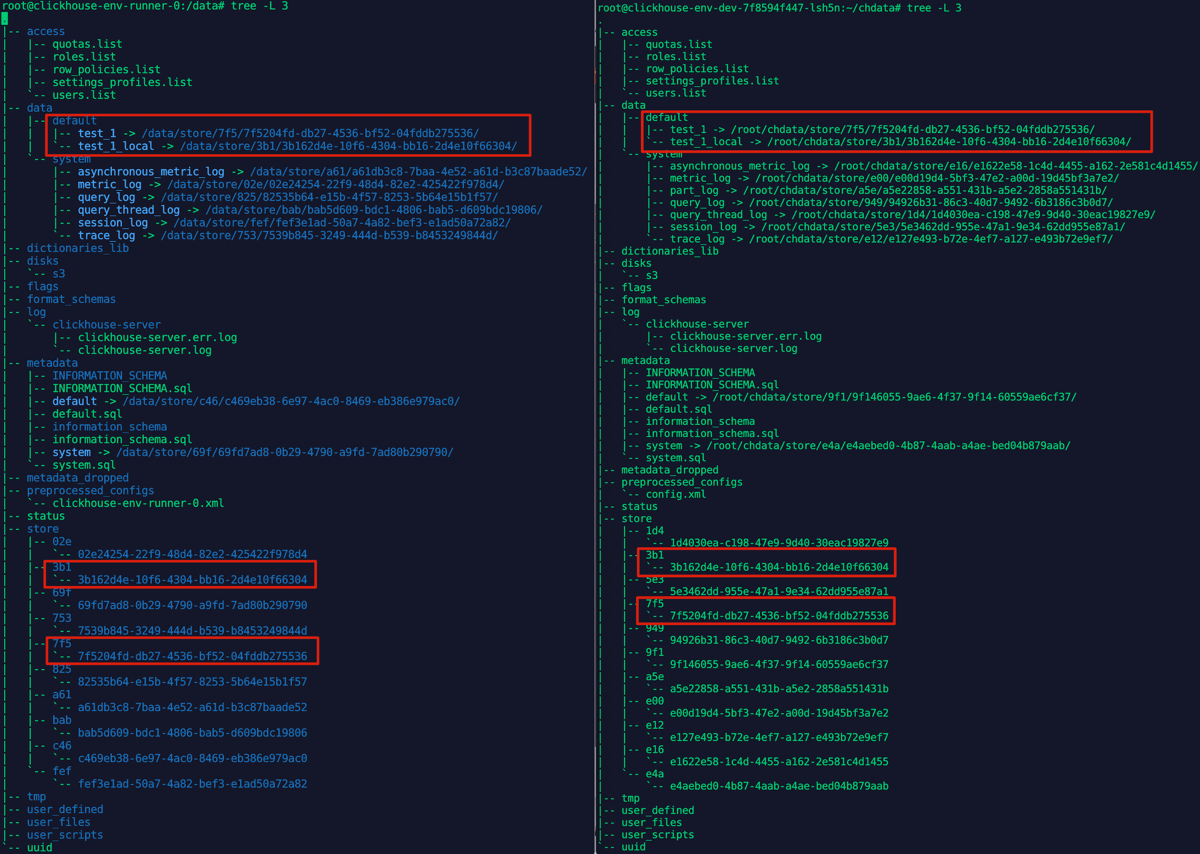 root@clickhouse-env-runner-0:/data# tree -L 3
.
|-- access
|   |-- quotas.list
|   |-- roles.list
|   |-- row_policies.list
|   |-- settings_profiles.list
|   `-- users.list
|-- data
|   |-- default
|   |   |-- test_1 -> /data/store/7f5/7f5204fd-db27-4536-bf52-04fddb275536/
|   |   `-- test_1_local -> /data/store/3b1/3b162d4e-10f6-4304-bb16-2d4e10f66304/
|   `-- system
|       |-- asynchronous_metric_log -> /data/store/a61/a61db3c8-7baa-4e52-a61d-b3c87baade52/
|       |-- metric_log -> /data/store/02e/02e24254-22f9-48d4-82e2-425422f978d4/
|       |-- query_log -> /data/store/825/82535b64-e15b-4f57-8253-5b64e15b1f57/
|       |-- query_thread_log -> /data/store/bab/bab5d609-bdc1-4806-bab5-d609bdc19806/
|       |-- session_log -> /data/store/fef/fef3e1ad-50a7-4a82-bef3-e1ad50a72a82/
|       `-- trace_log -> /data/store/753/7539b845-3249-444d-b539-b8453249844d/
|-- dictionaries_lib
|-- disks
|   `-- s3
|-- flags
|-- format_schemas
|-- log
|   `-- clickhouse-server
|       |-- clickhouse-server.err.log
|       `-- clickhouse-server.log
|-- metadata
|   |-- INFORMATION_SCHEMA
|   |-- INFORMATION_SCHEMA.sql
|   |-- default -> /data/store/c46/c469eb38-6e97-4ac0-8469-eb386e979ac0/
|   |-- default.sql
|   |-- information_schema
|   |-- information_schema.sql
|   |-- system -> /data/store/69f/69fd7ad8-0b29-4790-a9fd-7ad80b290790/
|   `-- system.sql
|-- metadata_dropped
|-- preprocessed_configs
|   `-- clickhouse-env-runner-0.xml
|-- status
|-- store
|   |-- 02e
|   |   `-- 02e24254-22f9-48d4-82e2-425422f978d4
|   |-- 3b1
|   |   `-- 3b162d4e-10f6-4304-bb16-2d4e10f66304
|   |-- 69f
|   |   `-- 69fd7ad8-0b29-4790-a9fd-7ad80b290790
|   |-- 753
|   |   `-- 7539b845-3249-444d-b539-b8453249844d
|   |-- 7f5
|   |   `-- 7f5204fd-db27-4536-bf52-04fddb275536
|   |-- 825
|   |   `-- 82535b64-e15b-4f57-8253-5b64e15b1f57
|   |-- a61
|   |   `-- a61db3c8-7baa-4e52-a61d-b3c87baade52
|   |-- bab
|   |   `-- bab5d609-bdc1-4806-bab5-d609bdc19806
|   |-- c46
|   |   `-- c469eb38-6e97-4ac0-8469-eb386e979ac0
|   `-- fef
|       `-- fef3e1ad-50a7-4a82-bef3-e1ad50a72a82
|-- tmp
|-- user_defined
|-- user_files
|-- user_scripts
`-- uuid
root@clickhouse-env-dev-7f8594f447-lsh5n:~/chdata# tree -L 3
.
|-- access
|   |-- quotas.list
|   |-- roles.list
|   |-- row_policies.list
|   |-- settings_profiles.list
|   `-- users.list
|-- data
|   |-- default
|   |   |-- test_1 -> /root/chdata/store/7f5/7f5204fd-db27-4536-bf52-04fddb275536/
|   |   `-- test_1_local -> /root/chdata/store/3b1/3b162d4e-10f6-4304-bb16-2d4e10f66304/
|   `-- system
|       |-- asynchronous_metric_log -> /root/chdata/store/e16/e1622e58-1c4d-4455-a162-2e581c4d1455/
|       |-- metric_log -> /root/chdata/store/e00/e00d19d4-5bf3-47e2-a00d-19d45bf3a7e2/
|       |-- part_log -> /root/chdata/store/a5e/a5e22858-a551-431b-a5e2-2858a551431b/
|       |-- query_log -> /root/chdata/store/949/94926b31-86c3-40d7-9492-6b3186c3b0d7/
|       |-- query_thread_log -> /root/chdata/store/1d4/1d4030ea-c198-47e9-9d40-30eac19827e9/
|       |-- session_log -> /root/chdata/store/5e3/5e3462dd-955e-47a1-9e34-62dd955e87a1/
|       `-- trace_log -> /root/chdata/store/e12/e127e493-b72e-4ef7-a127-e493b72e9ef7/
|-- dictionaries_lib
|-- disks
|   `-- s3
|-- flags
|-- format_schemas
|-- log
|   `-- clickhouse-server
|       |-- clickhouse-server.err.log
|       `-- clickhouse-server.log
|-- metadata
|   |-- INFORMATION_SCHEMA
|   |-- INFORMATION_SCHEMA.sql
|   |-- default -> /root/chdata/store/9f1/9f146055-9ae6-4f37-9f14-60559ae6cf37/
|   |-- default.sql
|   |-- information_schema
|   |-- information_schema.sql
|   |-- system -> /root/chdata/store/e4a/e4aebed0-4b87-4aab-a4ae-bed04b879aab/
|   `-- system.sql
|-- metadata_dropped
|-- preprocessed_configs
|   `-- config.xml
|-- status
|-- store
|   |-- 1d4
|   |   `-- 1d4030ea-c198-47e9-9d40-30eac19827e9
|   |-- 3b1
|   |   `-- 3b162d4e-10f6-4304-bb16-2d4e10f66304
|   |-- 5e3
|   |   `-- 5e3462dd-955e-47a1-9e34-62dd955e87a1
|   |-- 7f5
|   |   `-- 7f5204fd-db27-4536-bf52-04fddb275536
|   |-- 949
|   |   `-- 94926b31-86c3-40d7-9492-6b3186c3b0d7
|   |-- 9f1
|   |   `-- 9f146055-9ae6-4f37-9f14-60559ae6cf37
|   |-- a5e
|   |   `-- a5e22858-a551-431b-a5e2-2858a551431b
|   |-- e00
|   |   `-- e00d19d4-5bf3-47e2-a00d-19d45bf3a7e2
|   |-- e12
|   |   `-- e127e493-b72e-4ef7-a127-e493b72e9ef7
|   |-- e16
|   |   `-- e1622e58-1c4d-4455-a162-2e581c4d1455
|   `-- e4a
|       `-- e4aebed0-4b87-4aab-a4ae-bed04b879aab
|-- tmp
|-- user_defined
|-- user_files
|-- user_scripts
`-- uuid